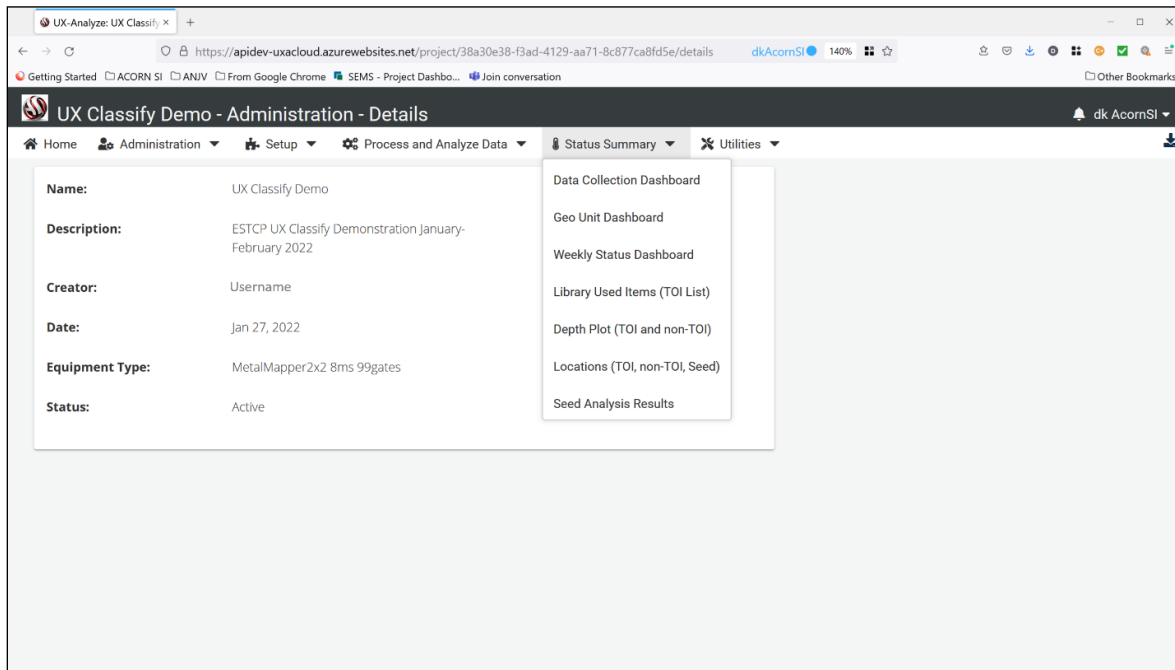 UX-Analyze: UX Classify
https://apidev-uxacloud.azurewebsites.net/project/38a30e38-f3ad-4129-aa71-8c877ca8fd5e/details dkAcornSI 140%
Getting Started ACORN SI ANJV From Google Chrome SEMS - Project Dashbo... Join conversation Other Bookmarks
UX Classify Demo - Administration - Details dk AcornSI
Home Administration Setup Process and Analyze Data Status Summary Utilities
Name: UX Classify Demo
Description: ESTCP UX Classify Demonstration January-
February 2022
Creator: Username
Date: Jan 27, 2022
Equipment Type: MetalMapper2x2 8ms 99gates
Status: Active
Data Collection Dashboard
Geo Unit Dashboard
Weekly Status Dashboard
Library Used Items (TOI List)
Depth Plot (TOI and non-TOI)
Locations (TOI, non-TOI, Seed)
Seed Analysis Results